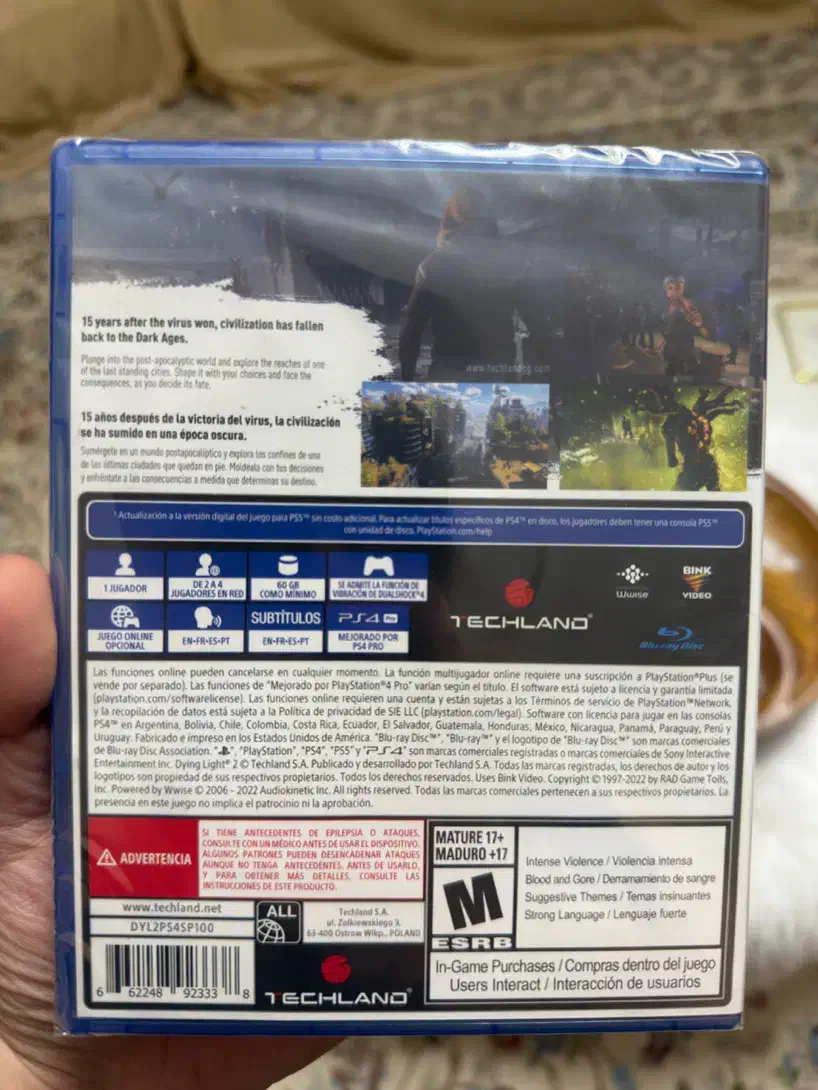 15 years after the virus won, civilization has fallen
back to the Dark Ages.
Plunge into the post-apocalyptic world and explore the reaches of one
of the last standing cities. Shape it with your choices and face the
consequences, as you decide its fate.
15 años después de la victoria del virus, la civilización
se ha sumido en una época oscura.
Sumérgete en un mundo postapocalíptico y explora los confines de una
de las últimas ciudades que quedan en pie. Moldéala con tus decisiones
y enfréntate a las consecuencias a medida que determinas su destino.
¹ Actualización a la versión digital del juego para PS5™ sin costo adicional. Para actualizar títulos específicos de PS4™ en disco, los jugadores deben tener una consola PS5™
con unidad de disco. PlayStation.com/help
1 JUGADOR
DE 2 A 4
JUGADORES EN RED
60 GB
COMO MÍNIMO
SE ADMITE LA FUNCIÓN DE
VIBRACIÓN DE DUALSHOCK®4
JUEGO ONLINE
OPCIONAL
EN•FR•ES•PT
SUBTÍTULOS
EN•FR•ES•PT
PS4 Pro
MEJORADO POR
PS4 PRO
TECHLAND®
Wwise
BINK
VIDEO
Blu-ray Disc
Las funciones online pueden cancelarse en cualquier momento. La función multijugador online requiere una suscripción a PlayStation®Plus (se
vende por separado). Las funciones de "Mejorado por PlayStation®4 Pro" varían según el título. El software está sujeto a licencia y garantía limitada
(playstation.com/softwarelicense). Las funciones online requieren una cuenta y están sujetas a los Términos de servicio de PlayStation™Network,
y la recopilación de datos está sujeta a la Política de privacidad de SIE LLC (playstation.com/legal). Software con licencia para jugar en las consolas
PS4™ en Argentina, Bolivia, Chile, Colombia, Costa Rica, Ecuador, El Salvador, Guatemala, Honduras, México, Nicaragua, Panamá, Paraguay, Perú y
Uruguay. Fabricado e impreso en los Estados Unidos de América. "Blu-ray Disc™", "Blu-ray™" y el logotipo de "Blu-ray Disc™" son marcas comerciales
de Blu-ray Disc Association. "", "PlayStation", "PS4", "PS5" y "PS4" son marcas comerciales registradas o marcas comerciales de Sony Interactive
Entertainment Inc. Dying Light® 2 © Techland S.A. Publicado y desarrollado por Techland S.A. Todas las marcas registradas, los derechos de autor y los
logotipos son propiedad de sus respectivos propietarios. Todos los derechos reservados. Uses Bink Video. Copyright © 1997-2022 by RAD Game Tolls,
Inc. Powered by Wwise © 2006 - 2022 Audiokinetic Inc. All rights reserved. Todas las marcas comerciales pertenecen a sus respectivos propietarios. La
presencia en este juego no implica el patrocinio ni la aprobación.
ADVERTENCIA
SI TIENE ANTECEDENTES DE EPILEPSIA O ATAQUES,
CONSULTE CON UN MÉDICO ANTES DE USAR EL DISPOSITIVO.
ALGUNOS PATRONES PUEDEN DESENCADENAR ATAQUES
AUNQUE NO TENGA ANTECEDENTES. ANTES DE USARLO,
Y PARA OBTENER MÁS DETALLES, CONSULTE LAS
INSTRUCCIONES DE ESTE PRODUCTO.
www.techland.net
DYL2PS4SP100
ALL
Techland S.A.
ul. Żółkiewskiego 3,
63-400 Ostrow Wlkp., POLAND
6 62248 92333 8
TECHLAND®
MATURE 17+
MADURO +17
M
ESRB
Intense Violence / Violencia intensa
Blood and Gore / Derramamiento de sangre
Suggestive Themes / Temas insinuantes
Strong Language / Lenguaje fuerte
In-Game Purchases / Compras dentro del juego
Users Interact / Interacción de usuarios